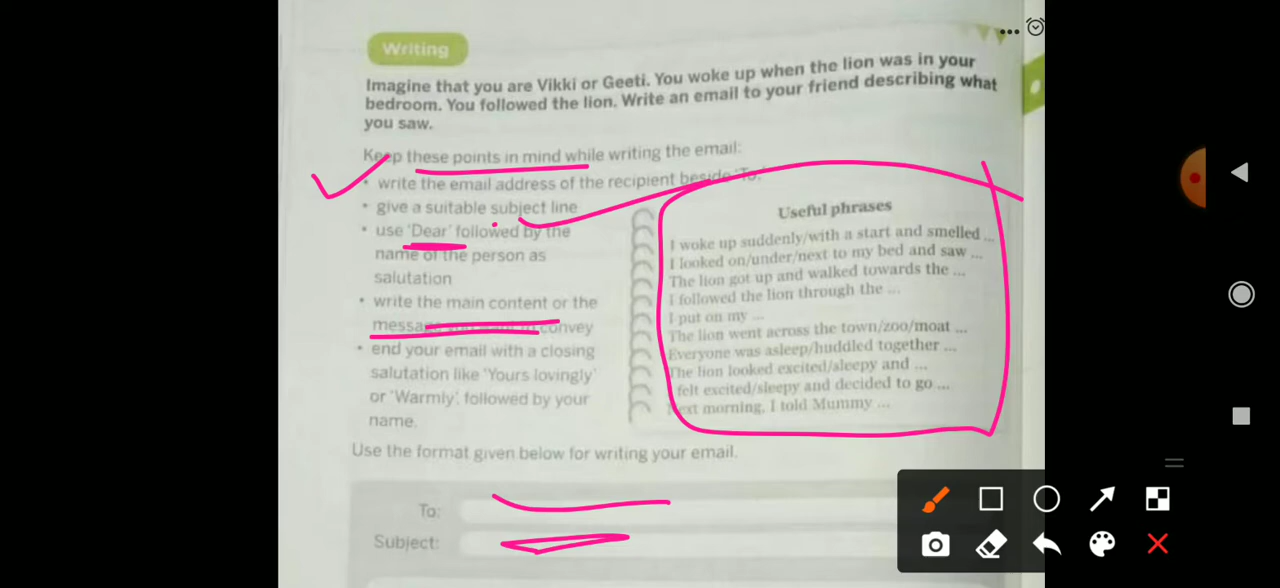 Writing
Imagine that you are Vikki or Geeti. You woke up when the lion was in your
bedroom. You followed the lion. Write an email to your friend describing what
you saw.
Keep these points in mind while writing the email:
• write the email address of the recipient beside 'To:'
• give a suitable subject line
• use 'Dear' followed by the
name of the person as
salutation
• write the main content or the
message you want to convey
• end your email with a closing
salutation like 'Yours lovingly'
or 'Warmly', followed by your
name.
Useful phrases
I woke up suddenly/with a start and smelled ...
I looked on/under/next to my bed and saw ...
The lion got up and walked towards the ...
I followed the lion through the ...
I put on my ...
The lion went across the town/zoo/moat ...
Everyone was asleep/huddled together ...
The lion looked excited/sleepy and ...
felt excited/sleepy and decided to go ...
Next morning, I told Mummy ...
Use the format given below for writing your email.
To:
Subject: